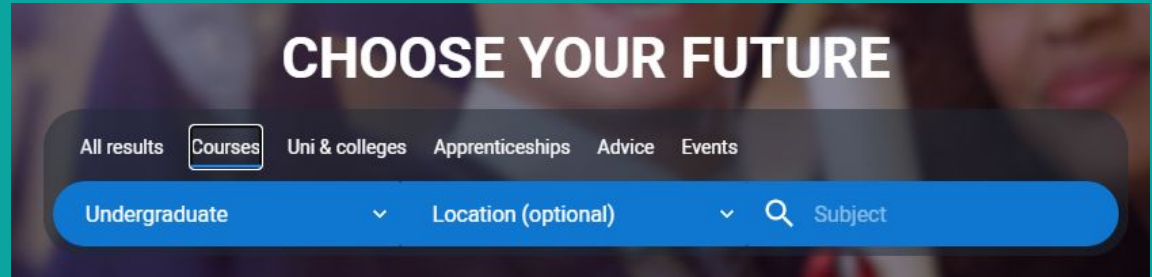 CHOOSE YOUR FUTURE
All results Courses Uni & colleges Apprenticeships Advice Events
Undergraduate Location (optional) Subject